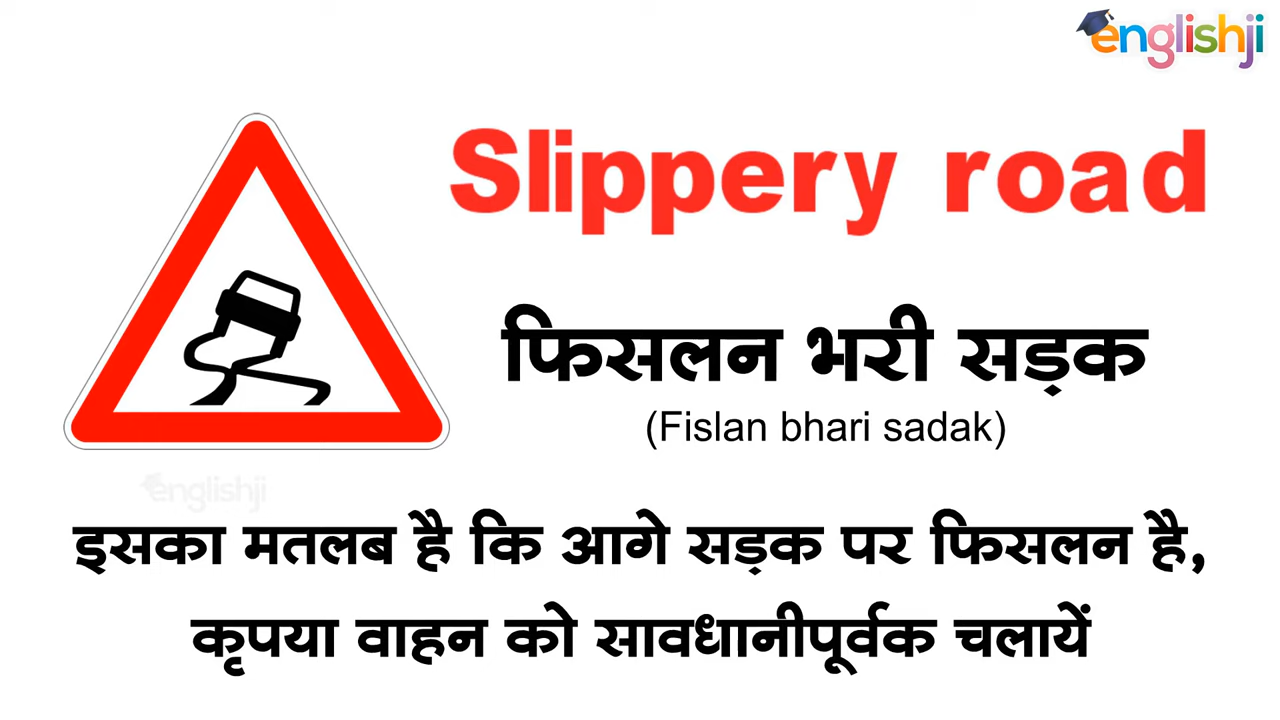 englishji
Slippery road
फिसलन भरी सड़क
(Fislan bhari sadak)
englishji
इसका मतलब है कि आगे सड़क पर फिसलन है,
कृपया वाहन को सावधानीपूर्वक चलायें